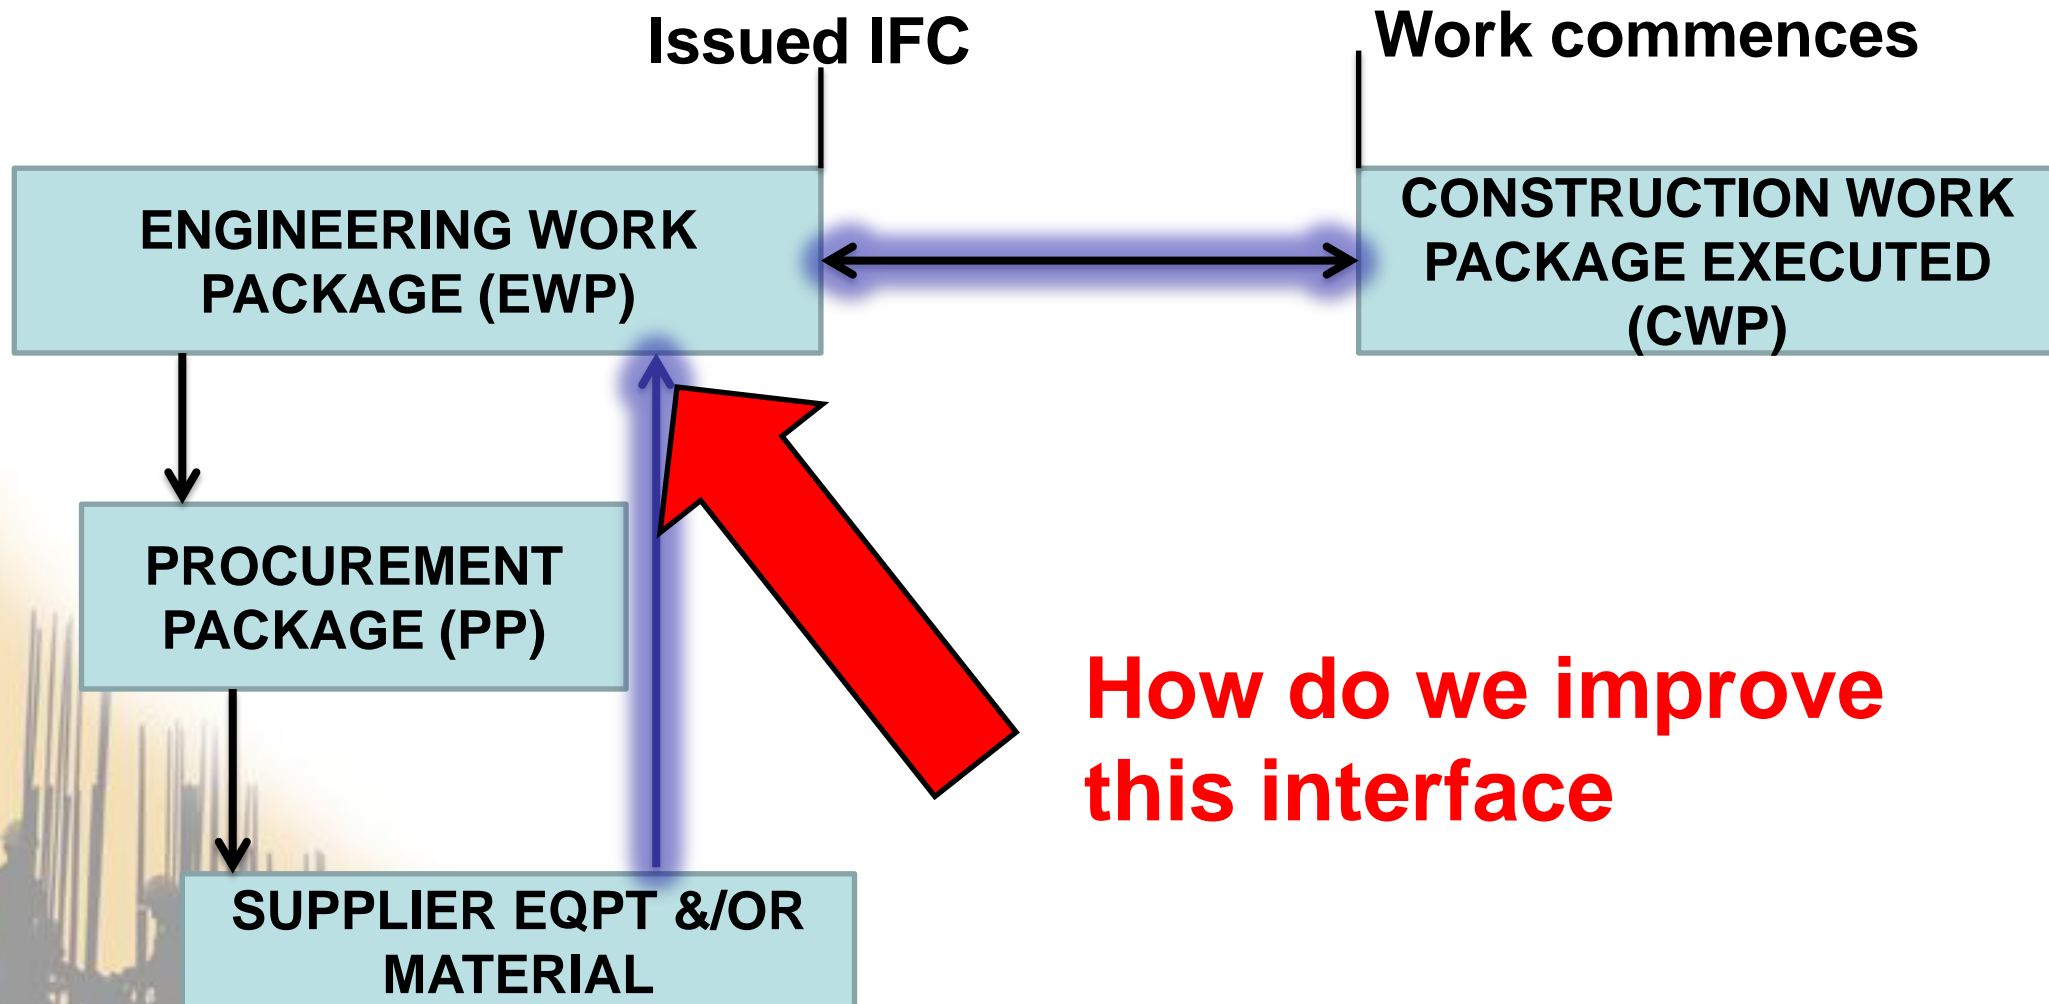 Issued IFC
Work commences
ENGINEERING WORK
PACKAGE (EWP)
CONSTRUCTION WORK
PACKAGE EXECUTED
(CWP)
PROCUREMENT
PACKAGE (PP)
How do we improve
this interface
SUPPLIER EQPT &/OR
MATERIAL